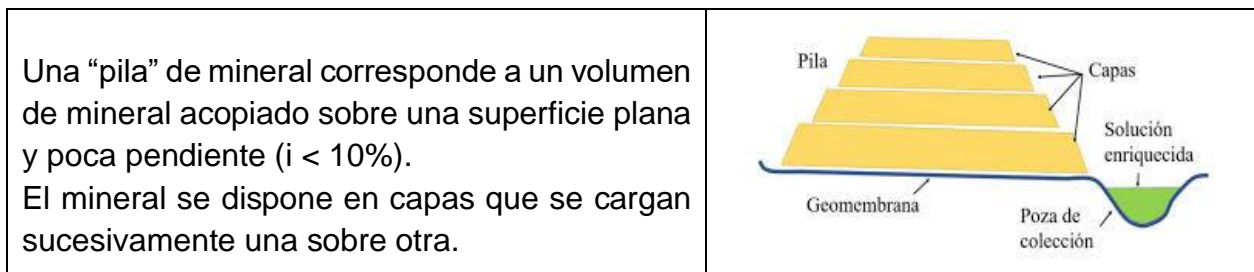 Una “pila” de mineral corresponde a un volumen
de mineral acopiado sobre una superficie plana
y poca pendiente (i < 10%).
El mineral se dispone en capas que se cargan
sucesivamente una sobre otra.
Pila
Capas
Solución
enriquecida
Geomembrana
Poza de
colección